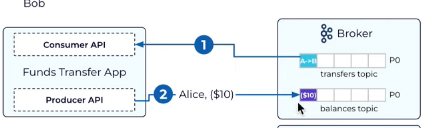 Bob
Consumer API
Funds Transfer App
Producer API
1
2
Alice, ($10)
Broker
A->B
P0
transfers topic
($10)
P0
balances topic